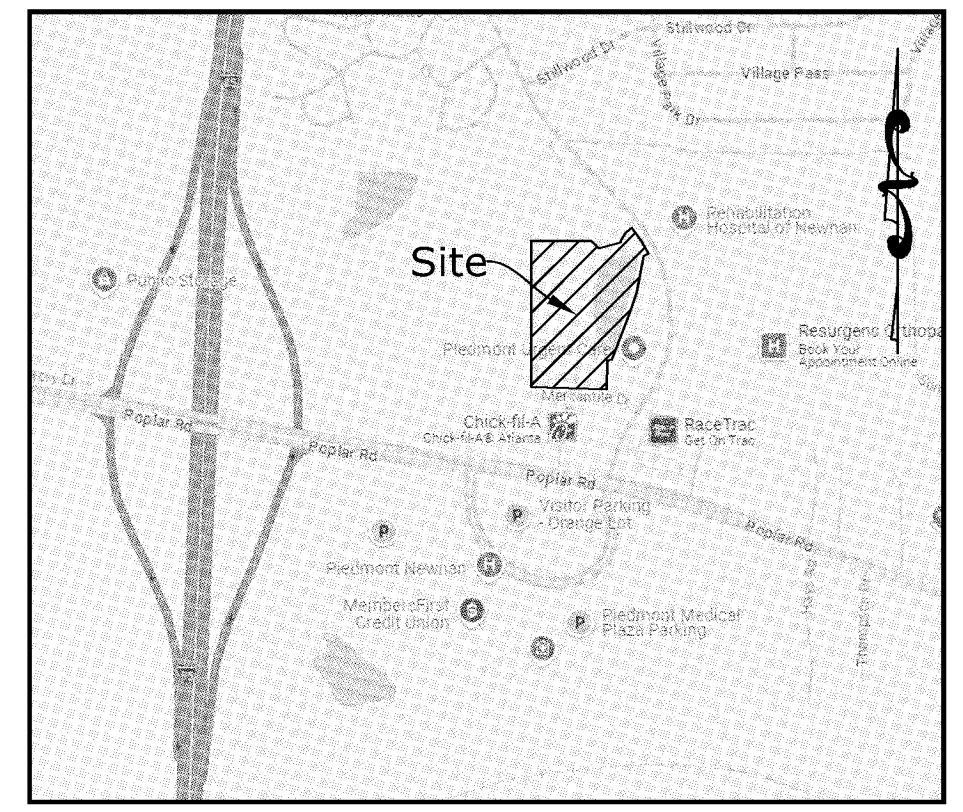 Stillwood Dr
Stillwood Dr
Village Pass
Village Park Dr
Village
Rehabilitation
Hospital of Newnan
Site
Public Storage
Resurgens Orthopa
Book Your
Appointment Online
Piedmont Urgent Care
Mercantile Dr
Poplar Rd
Chick-fil-A
Chick-fil-A® Atlanta
RaceTrac
Get On Trac
Poplar Rd
Poplar Rd
Visitor Parking
- Orange Lot
Poplar Rd
P
P
Piedmont Newnan
H
H
H
MembersFirst
Credit Union
P
Piedmont Medical
Plaza Parking
Hays Rd